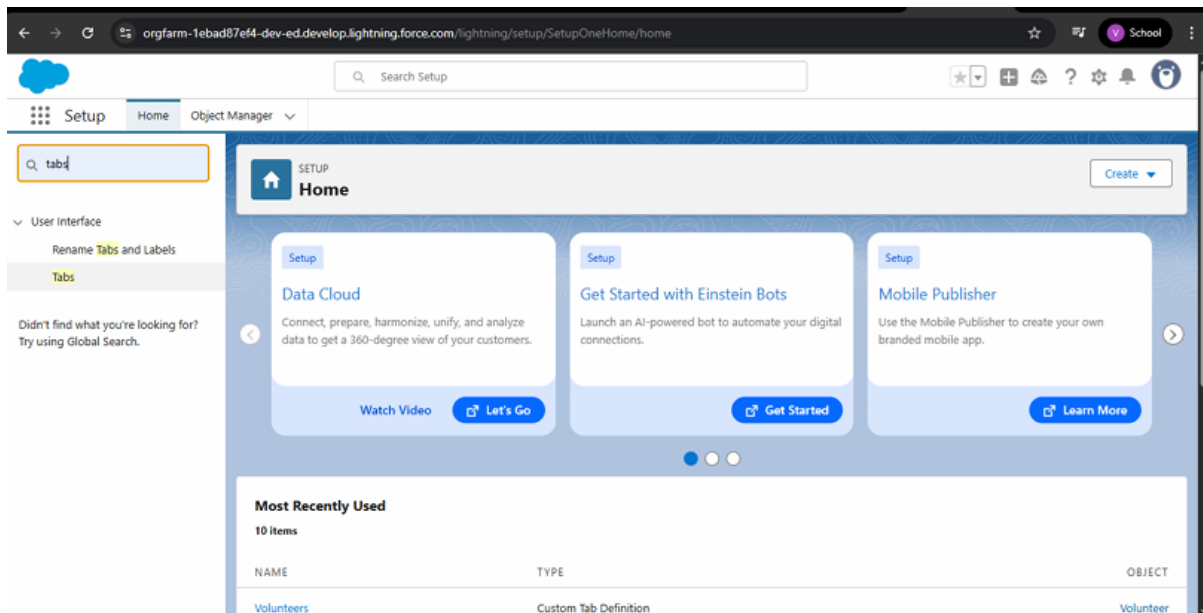 orgfarm-1ebad87ef4-dev-ed.develop.lightning.force.com/lightning/setup/SetupOneHome/home
V School
Search Setup
Setup Home Object Manager
tabs
User Interface
Rename Tabs and Labels
Tabs
Didn't find what you're looking for?
Try using Global Search.
SETUP
Home
Create
Setup
Data Cloud
Connect, prepare, harmonize, unify, and analyze
data to get a 360-degree view of your customers.
Watch Video Let's Go
Setup
Get Started with Einstein Bots
Launch an AI-powered bot to automate your digital
connections.
Get Started
Setup
Mobile Publisher
Use the Mobile Publisher to create your own
branded mobile app.
Learn More
Most Recently Used
10 items
NAME TYPE OBJECT
Volunteers Custom Tab Definition Volunteer